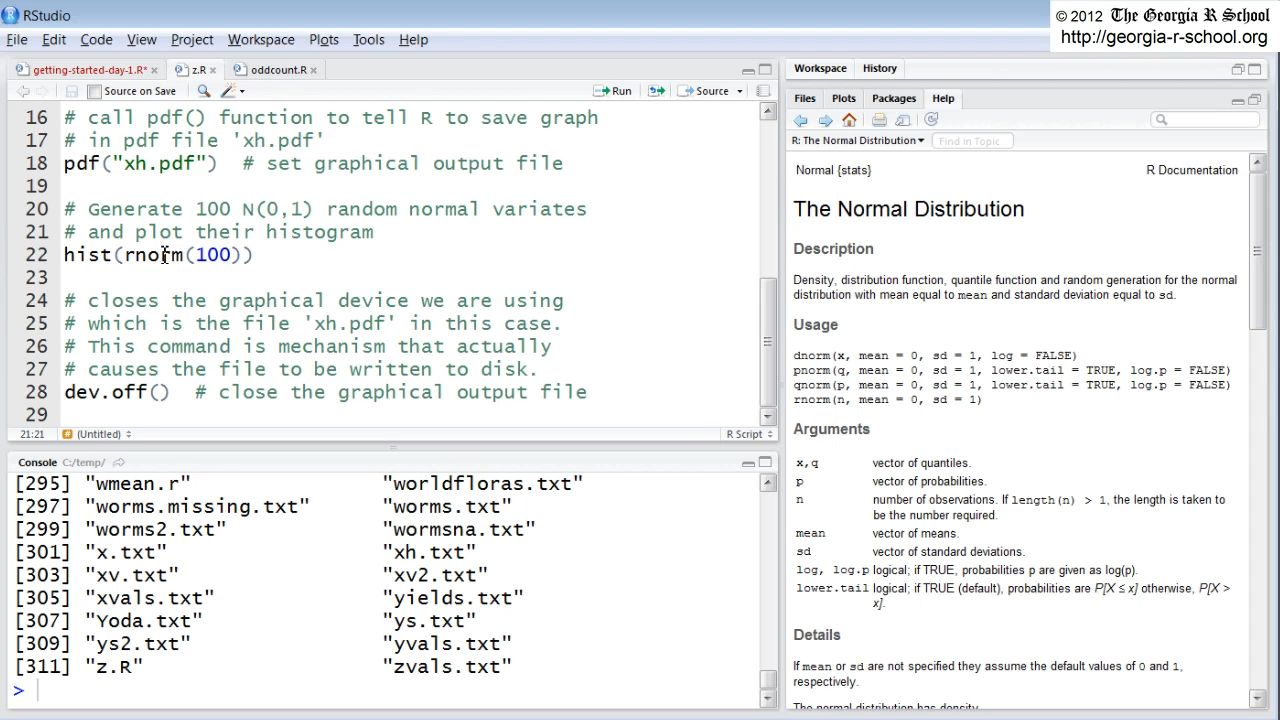 RStudio
© 2012 The Georgia R School
http://georgia-r-school.org
File Edit Code View Project Workspace Plots Tools Help
getting-started-day-1.R* × z.R × oddcount.R ×
Source on Save Run Source
16 # call pdf() function to tell R to save graph
17 # in pdf file 'xh.pdf'
18 pdf("xh.pdf")  # set graphical output file
19
20 # Generate 100 N(0,1) random normal variates
21 # and plot their histogram
22 hist(rnorm(100))
23
24 # closes the graphical device we are using
25 # which is the file 'xh.pdf' in this case.
26 # This command is mechanism that actually
27 # causes the file to be written to disk.
28 dev.off()  # close the graphical output file
29
21:21 # (Untitled) R Script
Console C:/temp/
[295] "wmean.r" "worldfloras.txt"
[297] "worms.missing.txt" "worms.txt"
[299] "worms2.txt" "wormsna.txt"
[301] "x.txt" "xh.txt"
[303] "xv.txt" "xv2.txt"
[305] "xvals.txt" "yields.txt"
[307] "Yoda.txt" "ys.txt"
[309] "ys2.txt" "yvals.txt"
[311] "z.R" "zvals.txt"
>
Workspace History
Files Plots Packages Help
R: The Normal Distribution Find in Topic
Normal {stats} R Documentation
The Normal Distribution
Description
Density, distribution function, quantile function and random generation for the normal
distribution with mean equal to mean and standard deviation equal to sd.
Usage
dnorm(x, mean = 0, sd = 1, log = FALSE)
pnorm(q, mean = 0, sd = 1, lower.tail = TRUE, log.p = FALSE)
qnorm(p, mean = 0, sd = 1, lower.tail = TRUE, log.p = FALSE)
rnorm(n, mean = 0, sd = 1)
Arguments
x,q vector of quantiles.
p vector of probabilities.
n number of observations. If length(n) > 1, the length is taken to
be the number required.
mean vector of means.
sd vector of standard deviations.
log, log.p logical; if TRUE, probabilities p are given as log(p).
lower.tail logical; if TRUE (default), probabilities are P[X ≤ x] otherwise, P[X >
x].
Details
If mean or sd are not specified they assume the default values of 0 and 1,
respectively.
The normal distribution has density